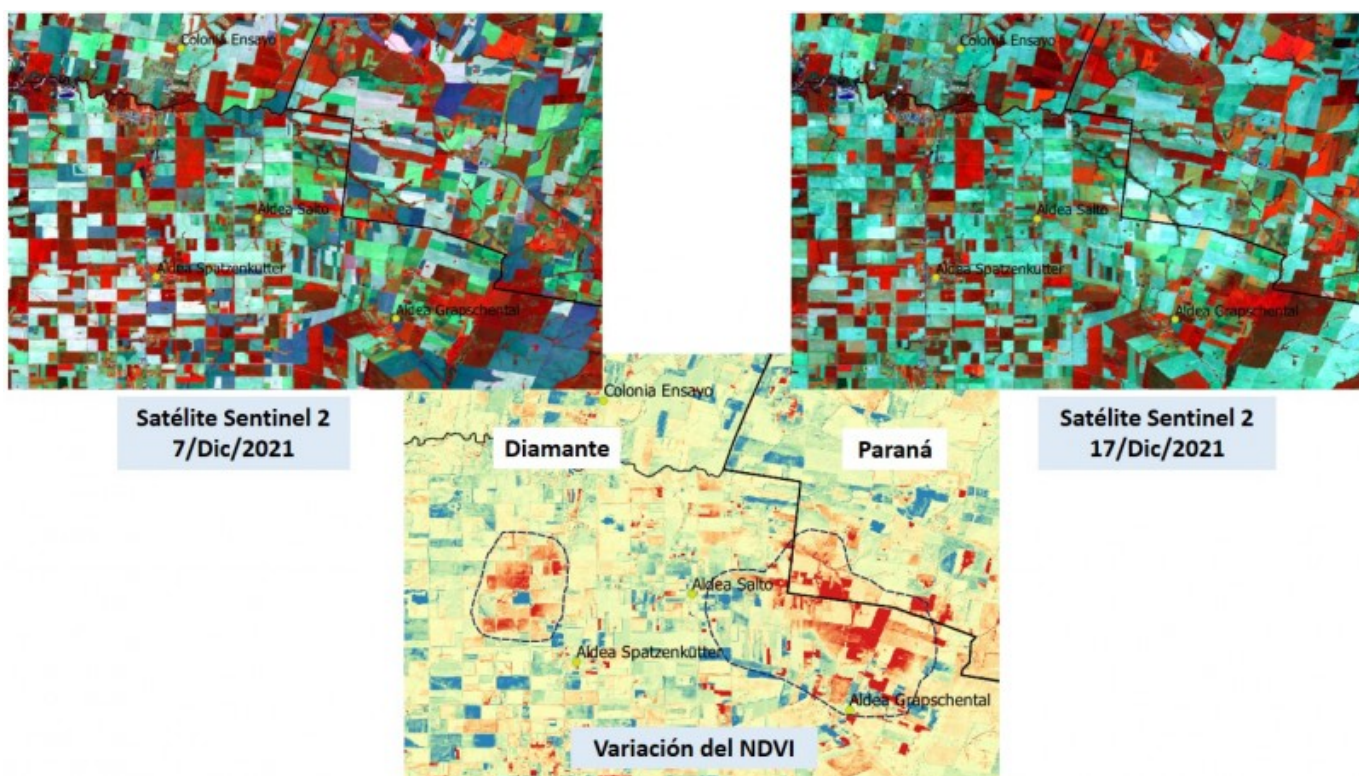 Colonia Ensayo
Aldea Salto
Aldea Spatzenkütter
Aldea Grapschental
Satélite Sentinel 2
7/Dic/2021
Colonia Ensayo
Aldea Salto
Aldea Spatzenkütter
Aldea Grapschental
Satélite Sentinel 2
17/Dic/2021
Colonia Ensayo
Diamante
Paraná
Aldea Salto
Aldea Spatzenkütter
Aldea Grapschental
Variación del NDVI